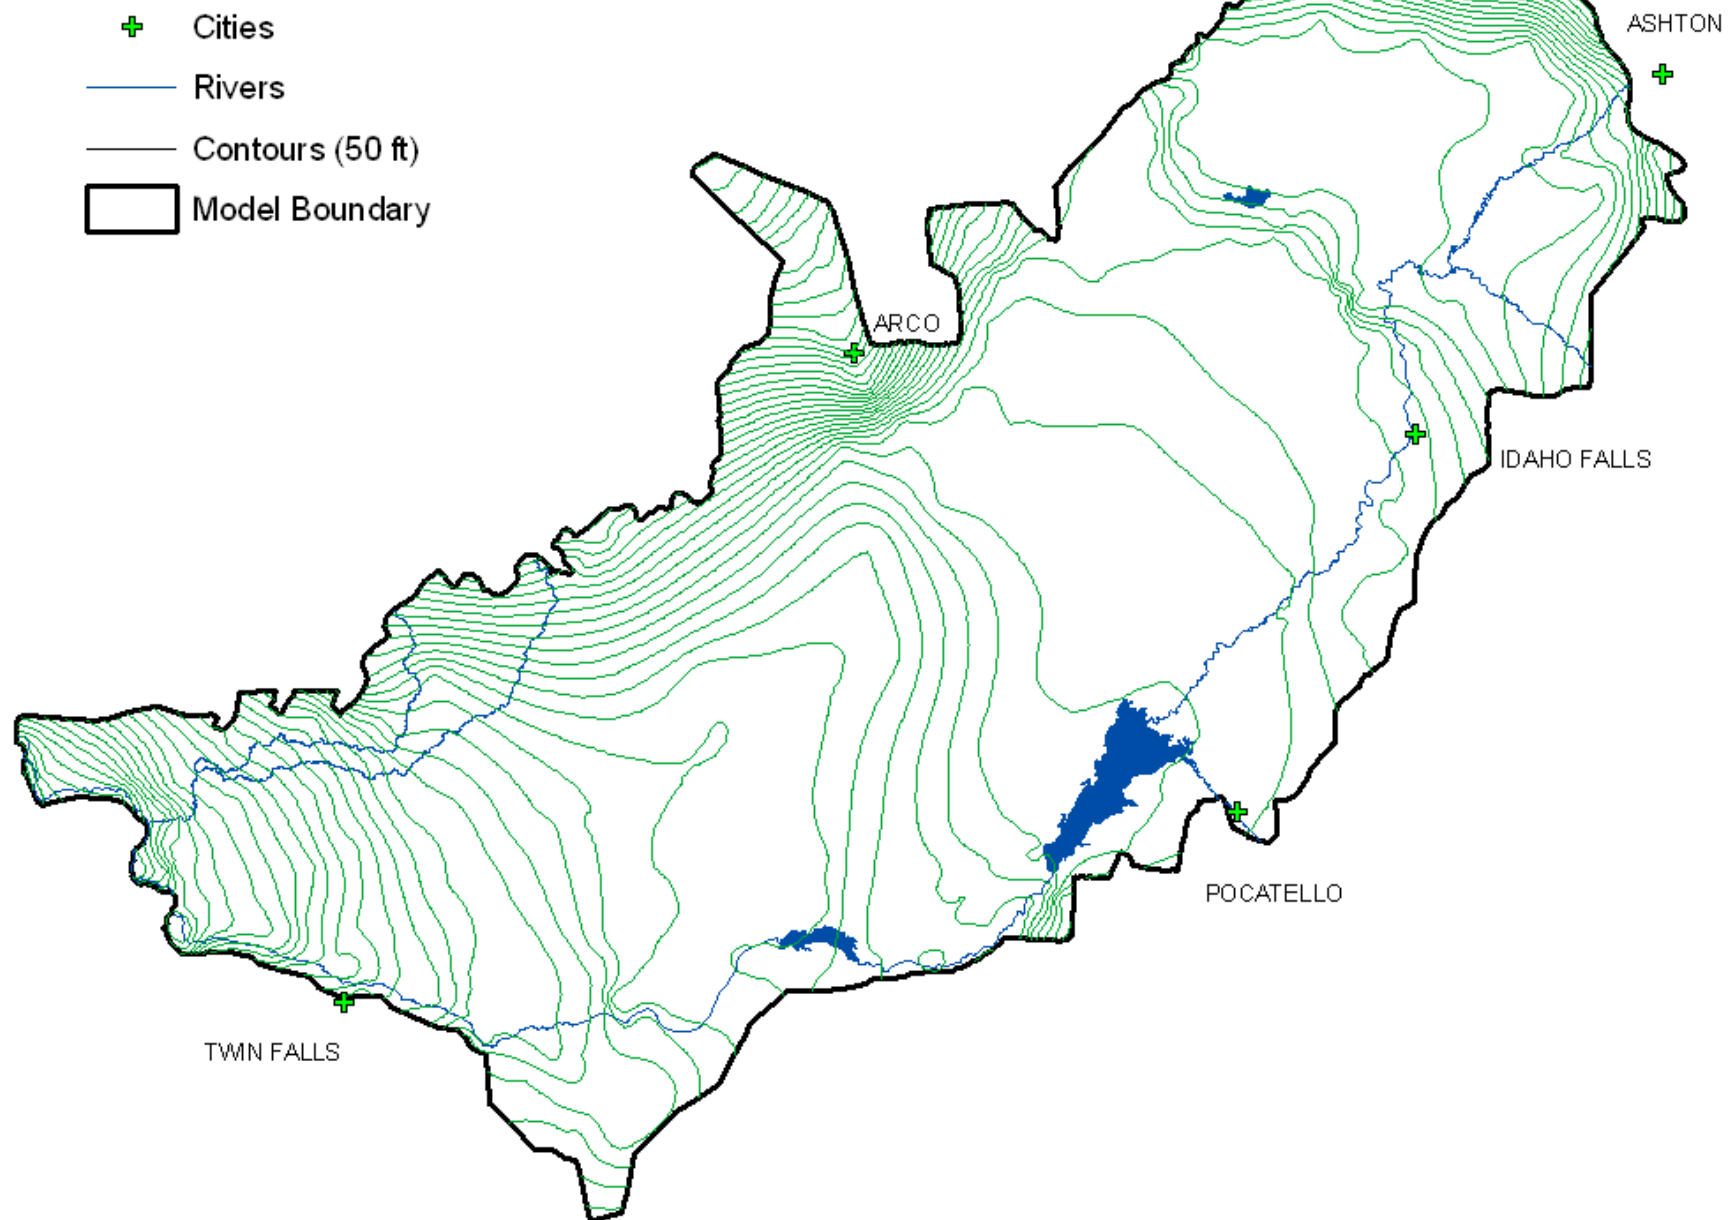 Cities
Rivers
Contours (50 ft)
Model Boundary
ASHTON
ARCO
IDAHO FALLS
POCATELLO
TWIN FALLS